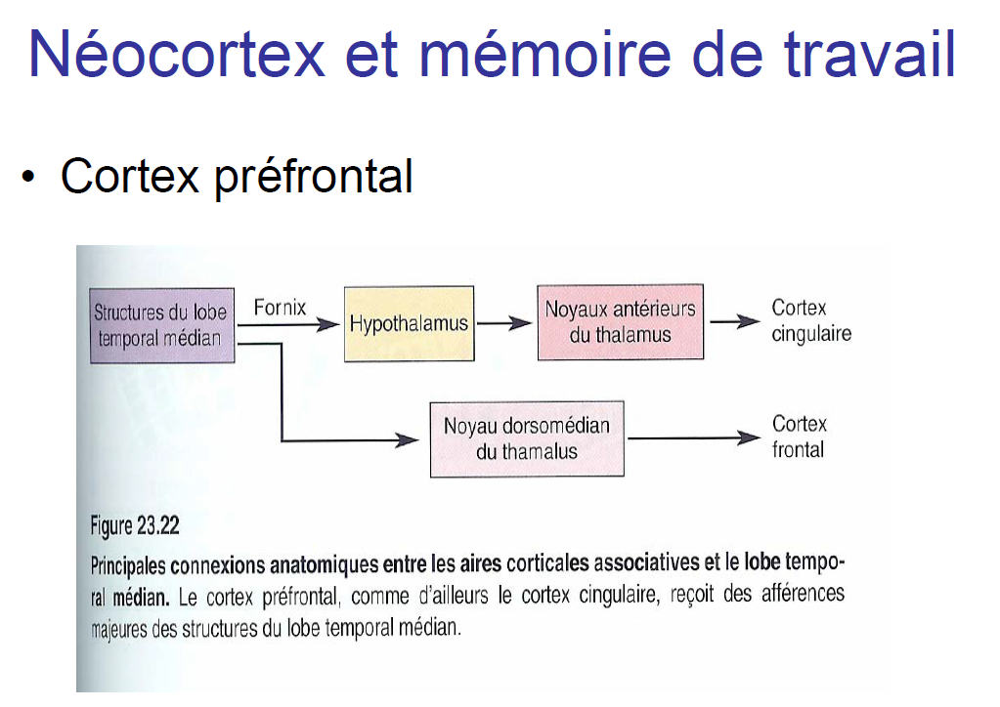 Néocortex et mémoire de travail
• Cortex préfrontal
Structures du lobe
temporal médian
Fornix
Hypothalamus
Noyaux antérieurs
du thalamus
Cortex
cingulaire
Noyau dorsomédian
du thamalus
Cortex
frontal
Figure 23.22
Principales connexions anatomiques entre les aires corticales associatives et le lobe tempo-
ral médian. Le cortex préfrontal, comme d'ailleurs le cortex cingulaire, reçoit des afférences
majeures des structures du lobe temporal médian.